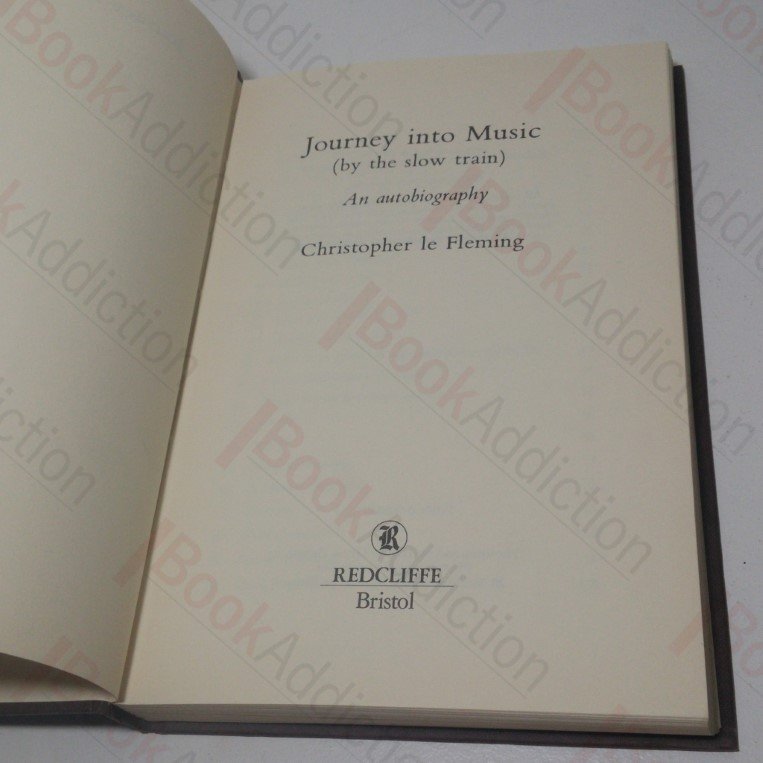 Journey into Music
(by the slow train)
An autobiography
Christopher le Fleming
R
REDCLIFFE
Bristol
BookAddiction
BookAddiction
BookAddiction
BookAddiction
BookAddiction